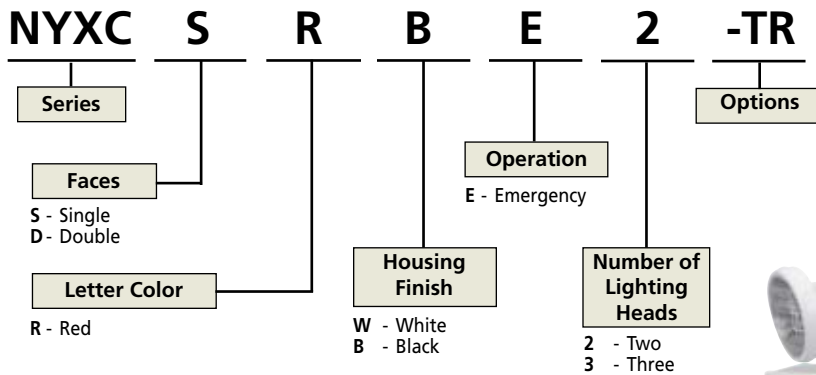 NYXC S R B E 2 -TR
Series
Options
Operation
E - Emergency
Faces
S - Single
D - Double
Letter Color
R - Red
Housing
Finish
W - White
B - Black
Number of
Lighting
Heads
2 - Two
3 - Three